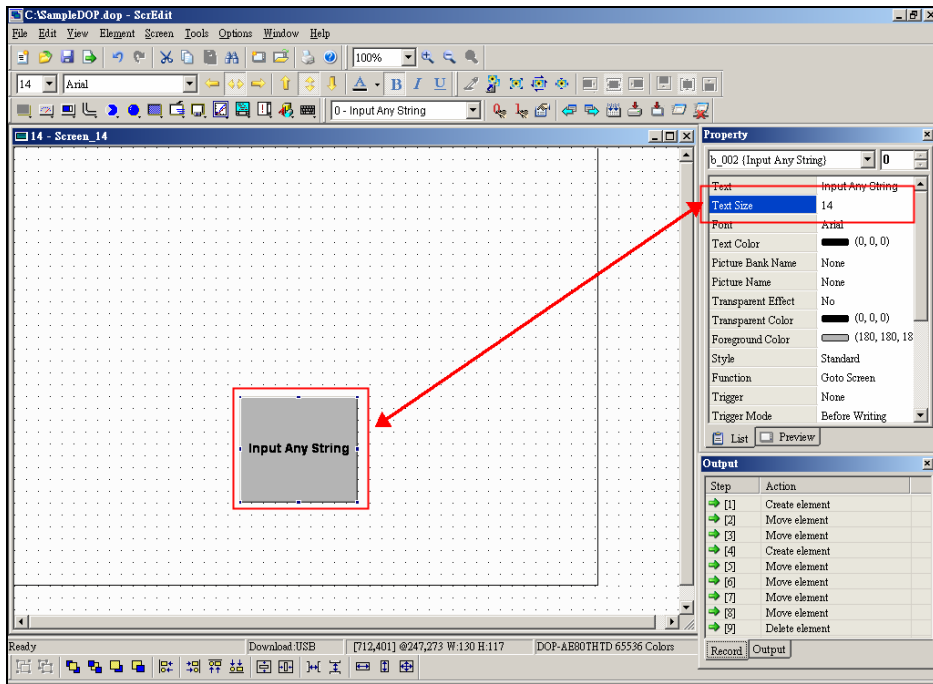 C:\SampleDOP.dop - ScrEdit
File Edit View Element Screen Tools Options Window Help
100%
14 Arial A B I U
0 - Input Any String
14 - Screen_14
Input Any String
Property
b_002 {Input Any String} 0
Text Input Any String
Text Size 14
Font Arial
Text Color (0, 0, 0)
Picture Bank Name None
Picture Name None
Transparent Effect No
Transparent Color (0, 0, 0)
Foreground Color (180, 180, 18
Style Standard
Function Goto Screen
Trigger None
Trigger Mode Before Writing
List Preview
Output
Step Action
[1] Create element
[2] Move element
[3] Move element
[4] Create element
[5] Move element
[6] Move element
[7] Move element
[8] Move element
[9] Delete element
Record Output
Ready Download:USB [712,401] @247,273 W:130 H:117 DOP-AE80THTD 65536 Colors